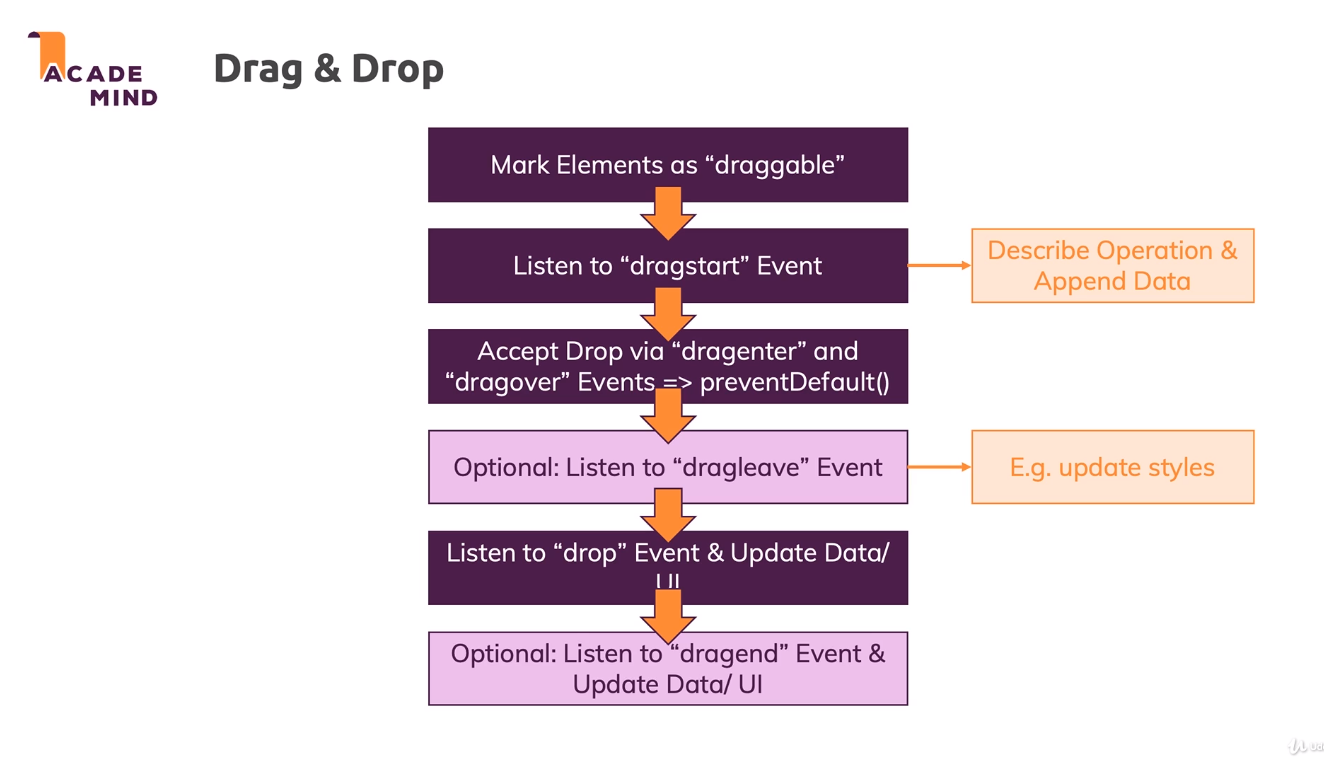 ACADE
MIND
Drag & Drop
Mark Elements as “draggable”
Listen to “dragstart” Event
Describe Operation &
Append Data
Accept Drop via “dragenter” and
“dragover” Events => preventDefault()
Optional: Listen to “dragleave” Event
E.g. update styles
Listen to “drop” Event & Update Data/
UI
Optional: Listen to “dragend” Event &
Update Data/ UI